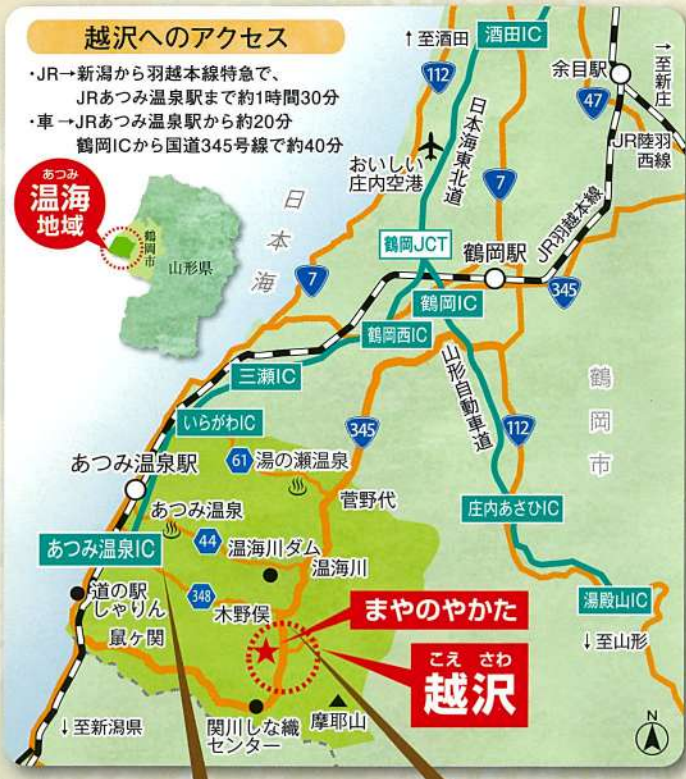 越沢へのアクセス
・JR→新潟から羽越本線特急で、
JRあつみ温泉駅まで約1時間30分
・車→JRあつみ温泉駅から約20分
鶴岡ICから国道345号線で約40分
あつみ
温海
地域
鶴岡市
山形県
日本海
↑至酒田
酒田IC
112
日本海東北道
余目駅
→至新庄
47
JR陸羽
西線
おいしい
庄内空港
7
JR羽越本線
鶴岡JCT
鶴岡駅
7
345
鶴岡IC
鶴岡西IC
三瀬IC
山形自動車道
鶴岡市
いらがわIC
345
112
61
湯の瀬温泉
あつみ温泉駅
菅野代
庄内あさひIC
あつみ温泉
44
温海川ダム
あつみ温泉IC
温海川
348
木野俣
道の駅
しゃりん
湯殿山IC
まやのやかた
鼠ヶ関
↓至山形
こえ さわ
越沢
↓至新潟県
関川しな織
センター
摩耶山
N